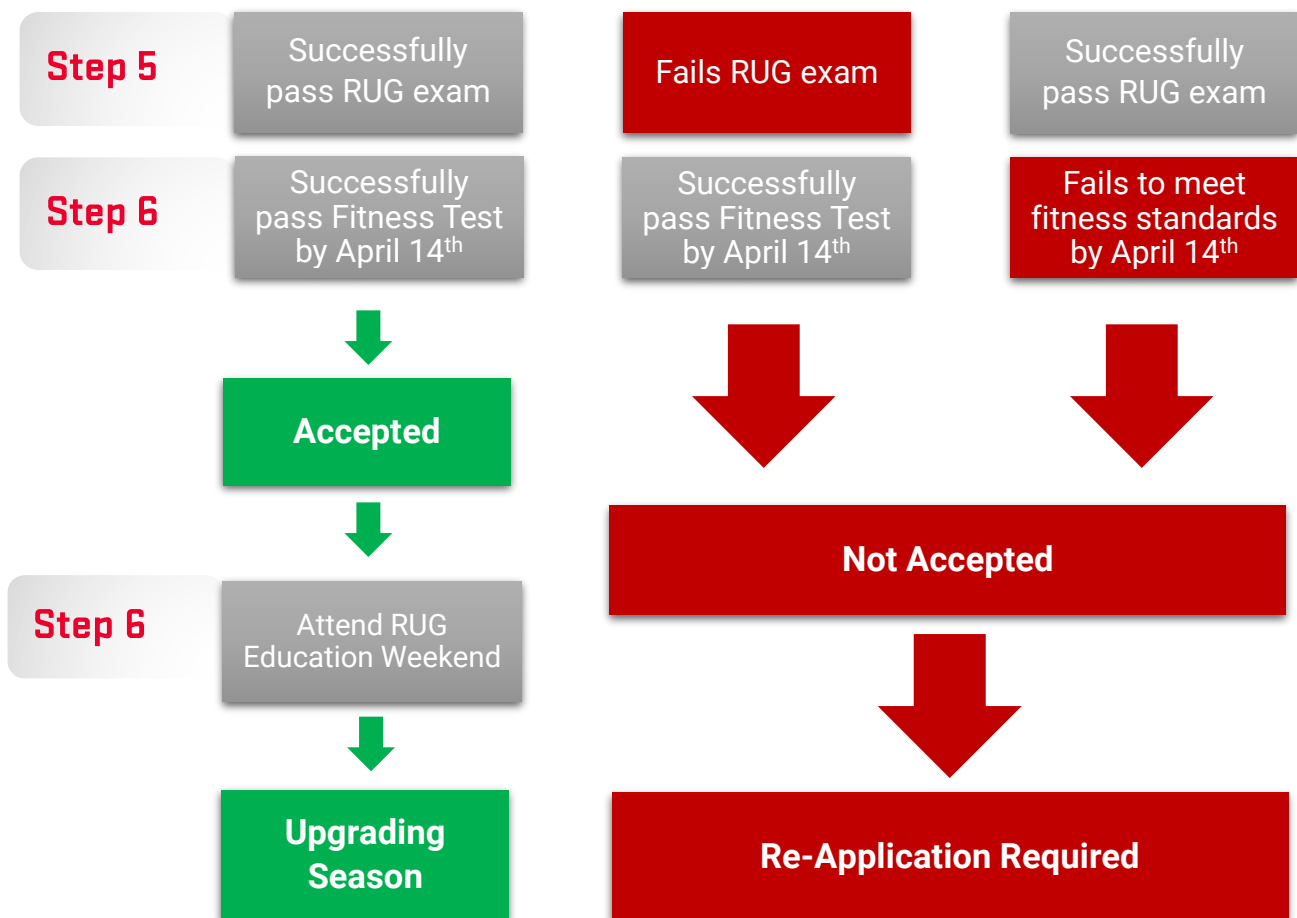 Step 5
Successfully
pass RUG exam
Fails RUG exam
Successfully
pass RUG exam
Step 6
Successfully
pass Fitness Test
by April 14th
Successfully
pass Fitness Test
by April 14th
Fails to meet
fitness standards
by April 14th
Accepted
Not Accepted
Step 6
Attend RUG
Education Weekend
Upgrading
Season
Re-Application Required